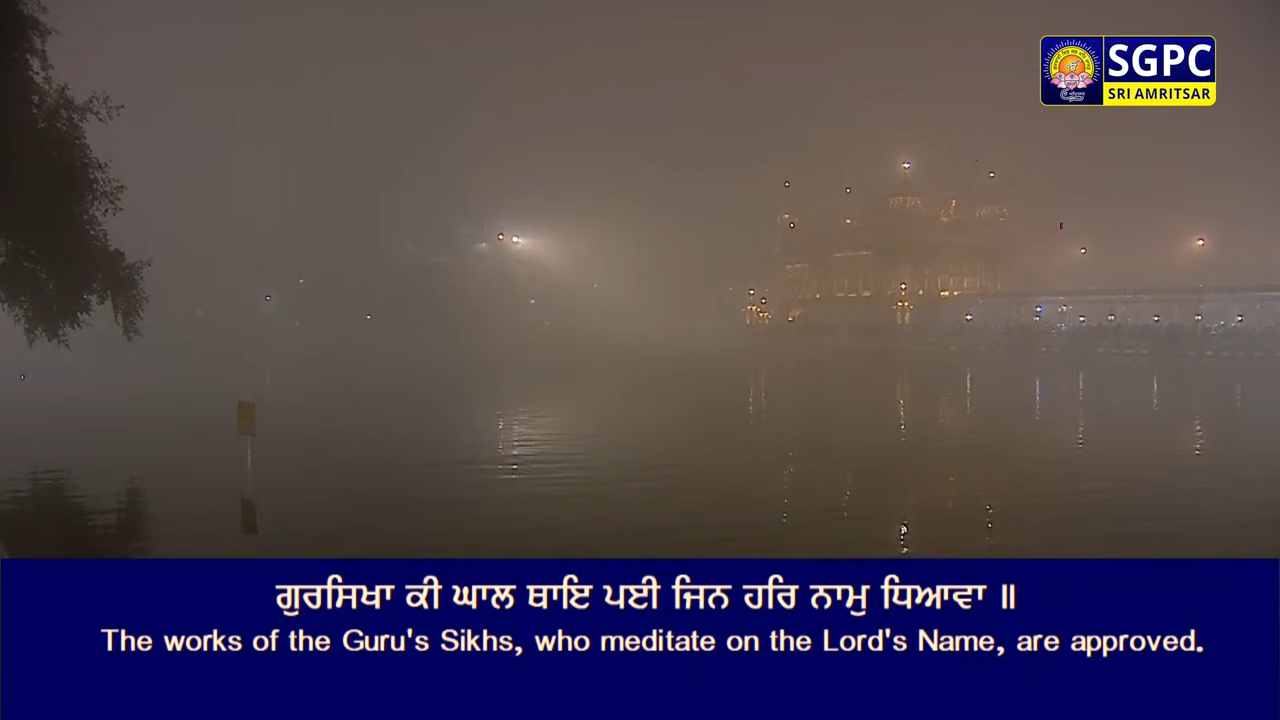 SGPC
SRI AMRITSAR
ਗੁਰਸਿਖਾ ਕੀ ਘਾਲ ਥਾਇ ਪਈ ਜਿਨ ਹਰਿ ਨਾਮੁ ਧਿਆਵਾ ॥
The works of the Guru's Sikhs, who meditate on the Lord's Name, are approved.